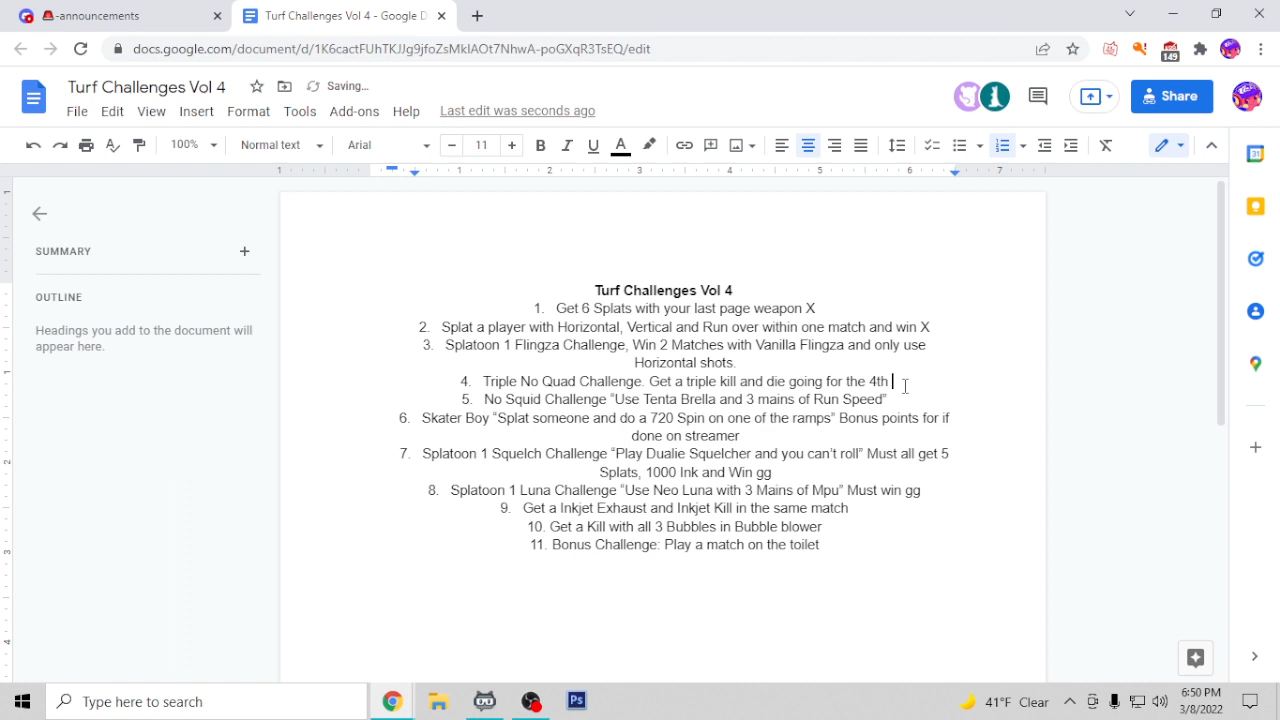 -announcements
Turf Challenges Vol 4 - Google D
docs.google.com/document/d/1K6cactFUhTKJJg9jfoZsMkIAOt7NhwA-poGXqR3TsEQ/edit
149
Turf Challenges Vol 4
Saving…
File Edit View Insert Format Tools Add-ons Help Last edit was seconds ago
Share
100% Normal text Arial 11
1 1 2 3 4 5 6 7
SUMMARY
OUTLINE
Headings you add to the document will
appear here.
Turf Challenges Vol 4
1. Get 6 Splats with your last page weapon X
2. Splat a player with Horizontal, Vertical and Run over within one match and win X
3. Splatoon 1 Flingza Challenge, Win 2 Matches with Vanilla Flingza and only use
Horizontal shots.
4. Triple No Quad Challenge. Get a triple kill and die going for the 4th
5. No Squid Challenge “Use Tenta Brella and 3 mains of Run Speed”
6. Skater Boy “Splat someone and do a 720 Spin on one of the ramps” Bonus points for if
done on streamer
7. Splatoon 1 Squelch Challenge “Play Dualie Squelcher and you can’t roll” Must all get 5
Splats, 1000 Ink and Win gg
8. Splatoon 1 Luna Challenge “Use Neo Luna with 3 Mains of Mpu” Must win gg
9. Get a Inkjet Exhaust and Inkjet Kill in the same match
10. Get a Kill with all 3 Bubbles in Bubble blower
11. Bonus Challenge: Play a match on the toilet
Type here to search
Ps
41°F Clear
6:50 PM
3/8/2022